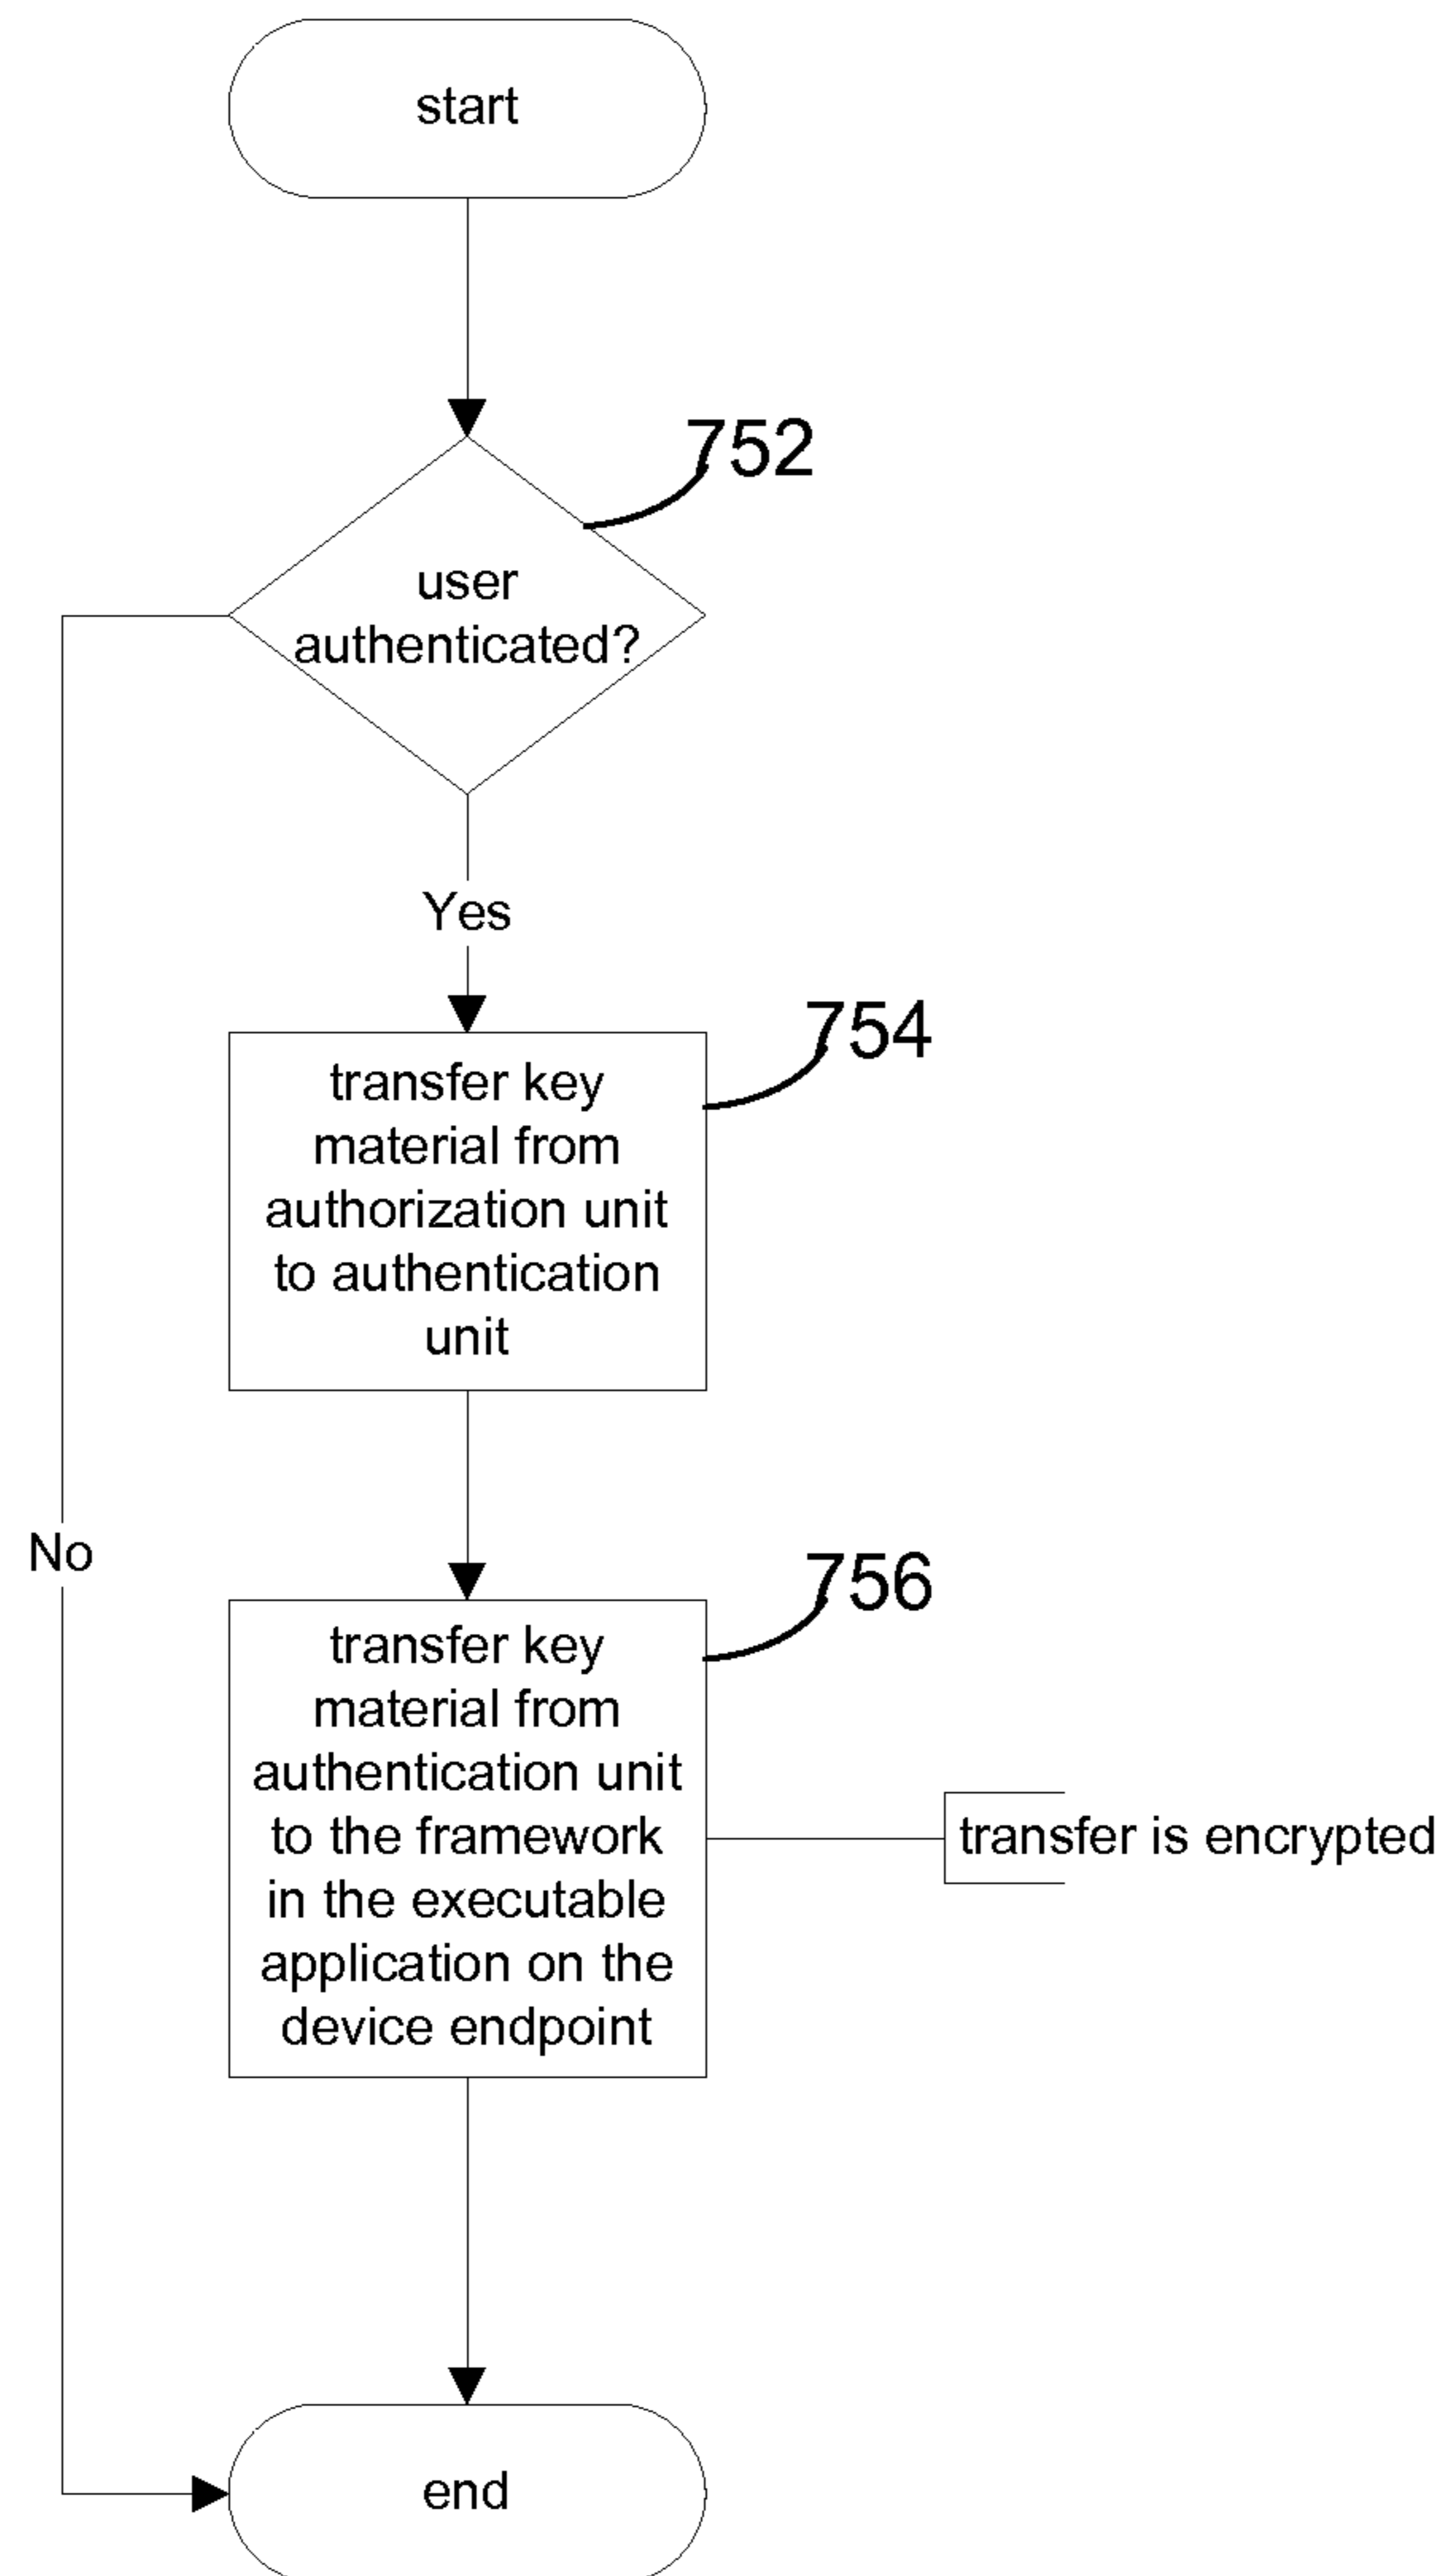 start
752
user
authenticated?
Yes
754
transfer key
material from
authorization unit
to authentication
unit
No
756
transfer key
material from
authentication unit
to the framework
in the executable
application on the
device endpoint
transfer is encrypted
end